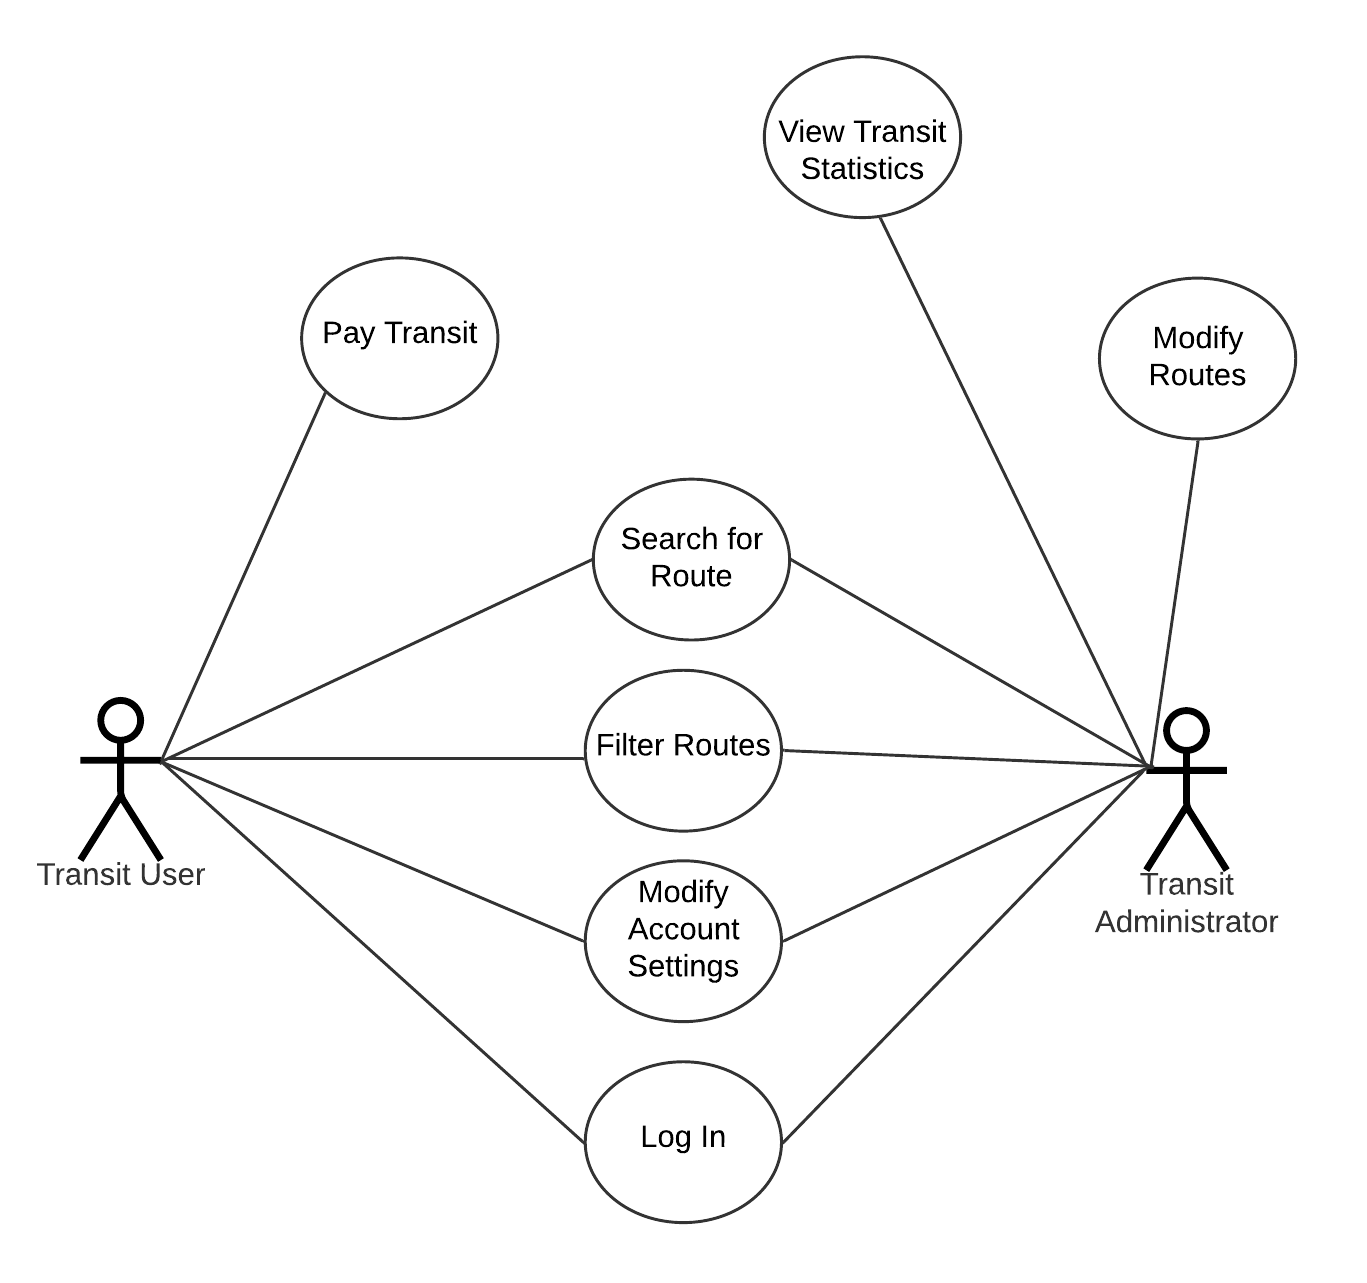 View Transit
Statistics
Pay Transit
Modify
Routes
Search for
Route
Filter Routes
Transit User
Modify
Account
Settings
Transit
Administrator
Log In